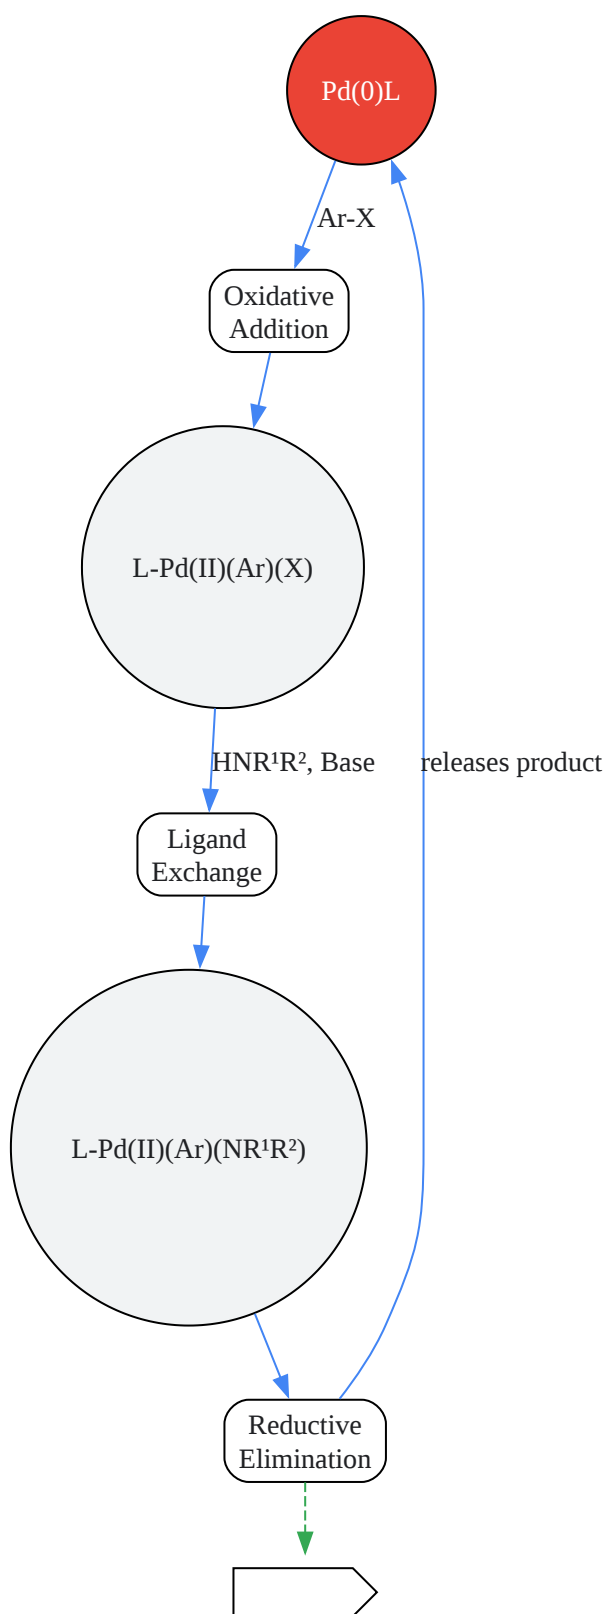 Pd(0)L
Ar-X
Oxidative
Addition
L-Pd(II)(Ar)(X)
HNR¹R², Base
releases product
Ligand
Exchange
L-Pd(II)(Ar)(NR¹R²)
Reductive
Elimination